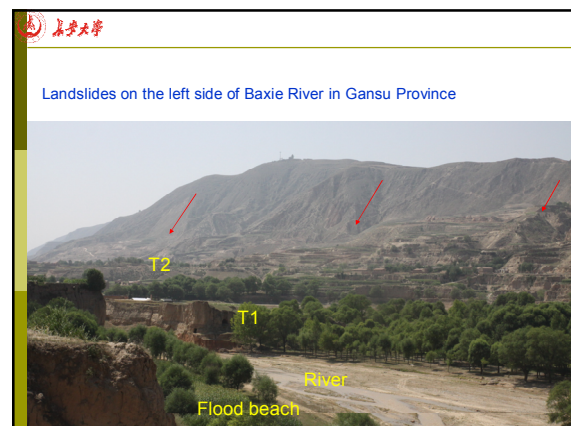 长安大学
Landslides on the left side of Baxie River in Gansu Province
T2
T1
River
Flood beach